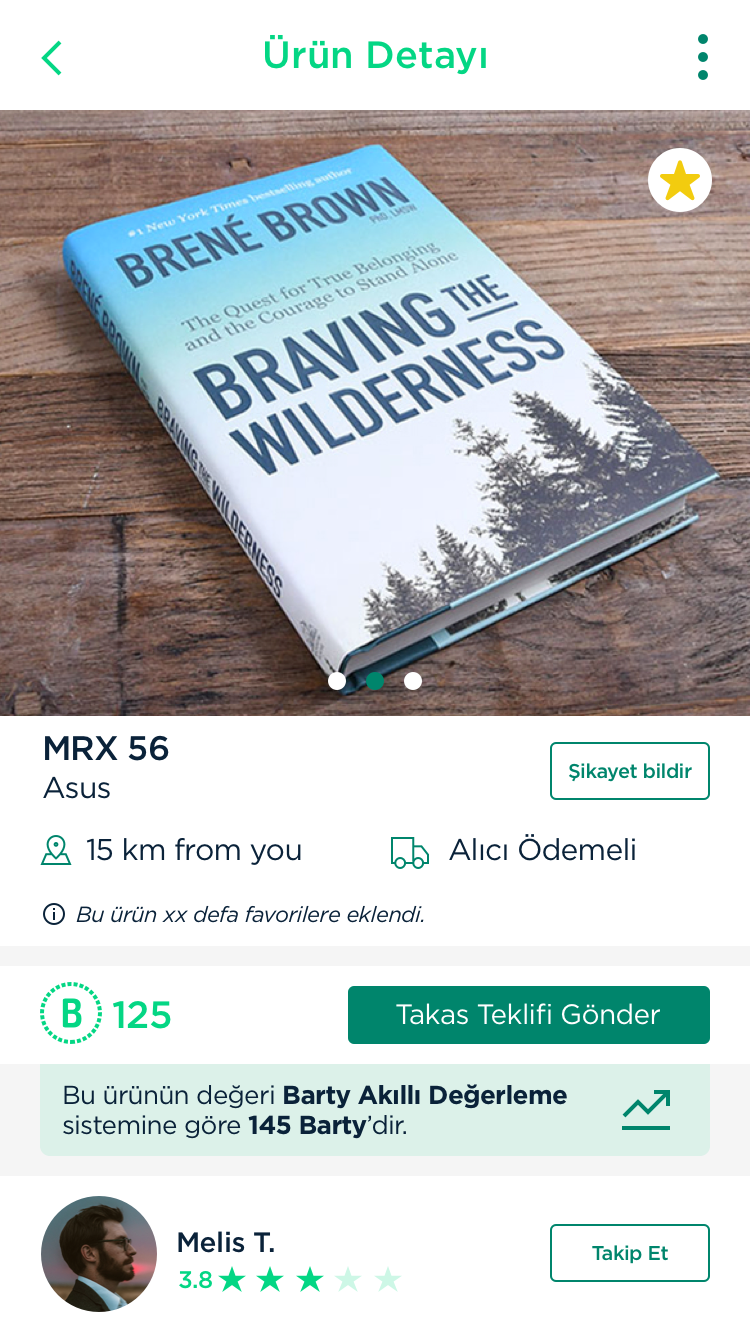 Ürün Detayı
#1 New York Times bestselling author
BRENÉ BROWN
PhD, LMSW
The Quest for True Belonging
and the Courage to Stand Alone
BRAVING THE
WILDERNESS
BRENÉ BROWN
BRAVING THE WILDERNESS
MRX 56
Asus
Şikayet bildir
15 km from you
Alıcı Ödemeli
Bu ürün xx defa favorilere eklendi.
B 125
Takas Teklifi Gönder
Bu ürünün değeri Barty Akıllı Değerleme
sistemine göre 145 Barty’dir.
Melis T.
3.8
Takip Et